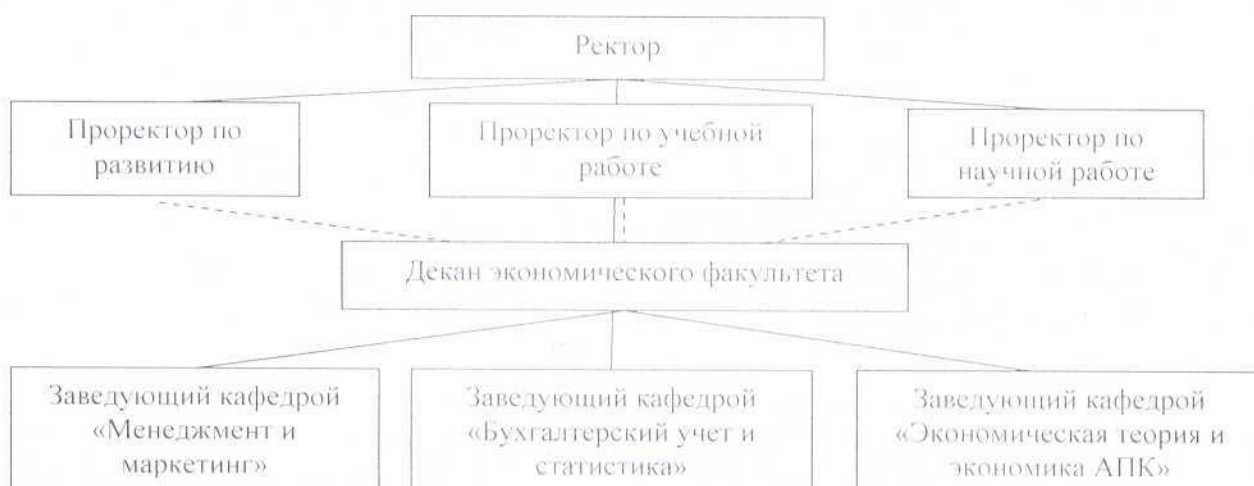 Ректор
Проректор по
развитию
Проректор по учебной
работе
Проректор по
научной работе
Декан экономического факультета
Заведующий кафедрой
«Менеджмент и
маркетинг»
Заведующий кафедрой
«Бухгалтерский учет и
статистика»
Заведующий кафедрой
«Экономическая теория и
экономика АПК»